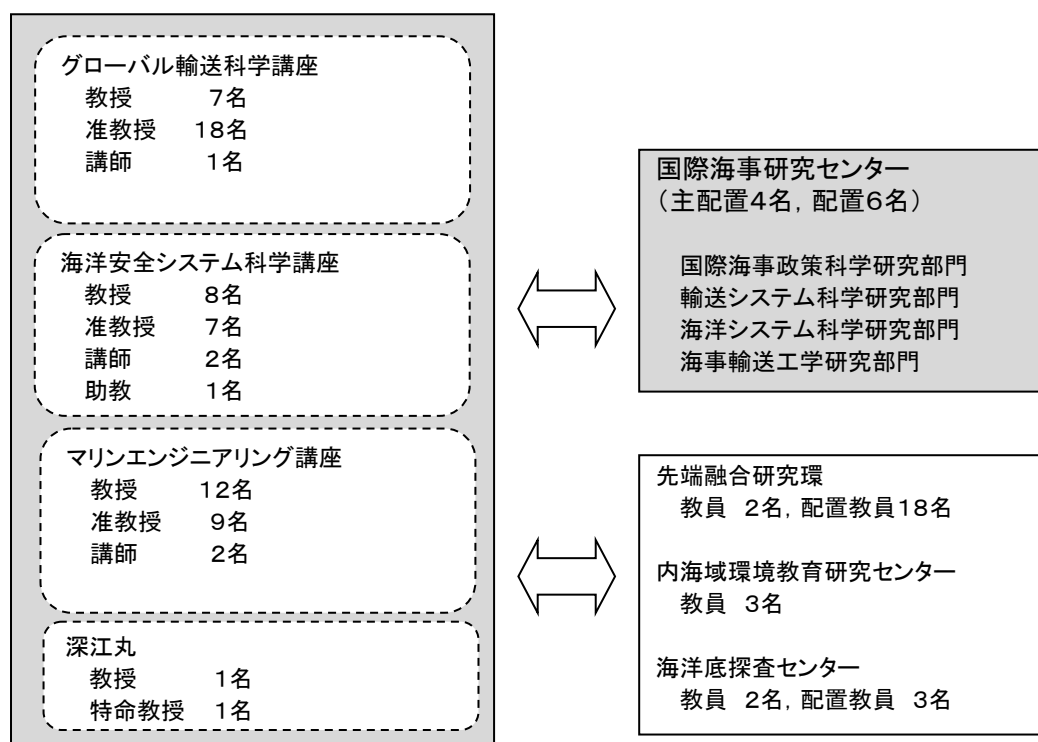 グローバル輸送科学講座
教授 7名
准教授 18名
講師 1名
海洋安全システム科学講座
教授 8名
准教授 7名
講師 2名
助教 1名
マリンエンジニアリング講座
教授 12名
准教授 9名
講師 2名
深江丸
教授 1名
特命教授 1名
国際海事研究センター
（主配置4名，配置6名）
国際海事政策科学研究部門
輸送システム科学研究部門
海洋システム科学研究部門
海事輸送工学研究部門
先端融合研究環
教員 2名，配置教員18名
内海域環境教育研究センター
教員 3名
海洋底探査センター
教員 2名，配置教員 3名